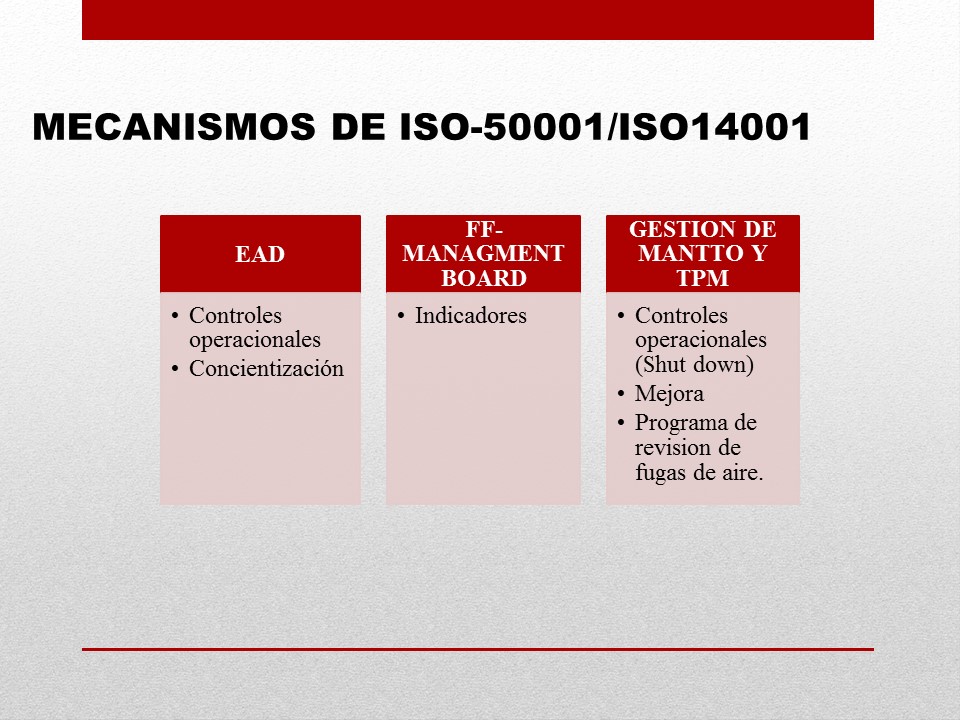 MECANISMOS DE ISO-50001/ISO14001
EAD
• Controles
operacionales
• Concientización
FF-
MANAGMENT
BOARD
• Indicadores
GESTION DE
MANTTO Y
TPM
• Controles
operacionales
(Shut down)
• Mejora
• Programa de
revision de
fugas de aire.